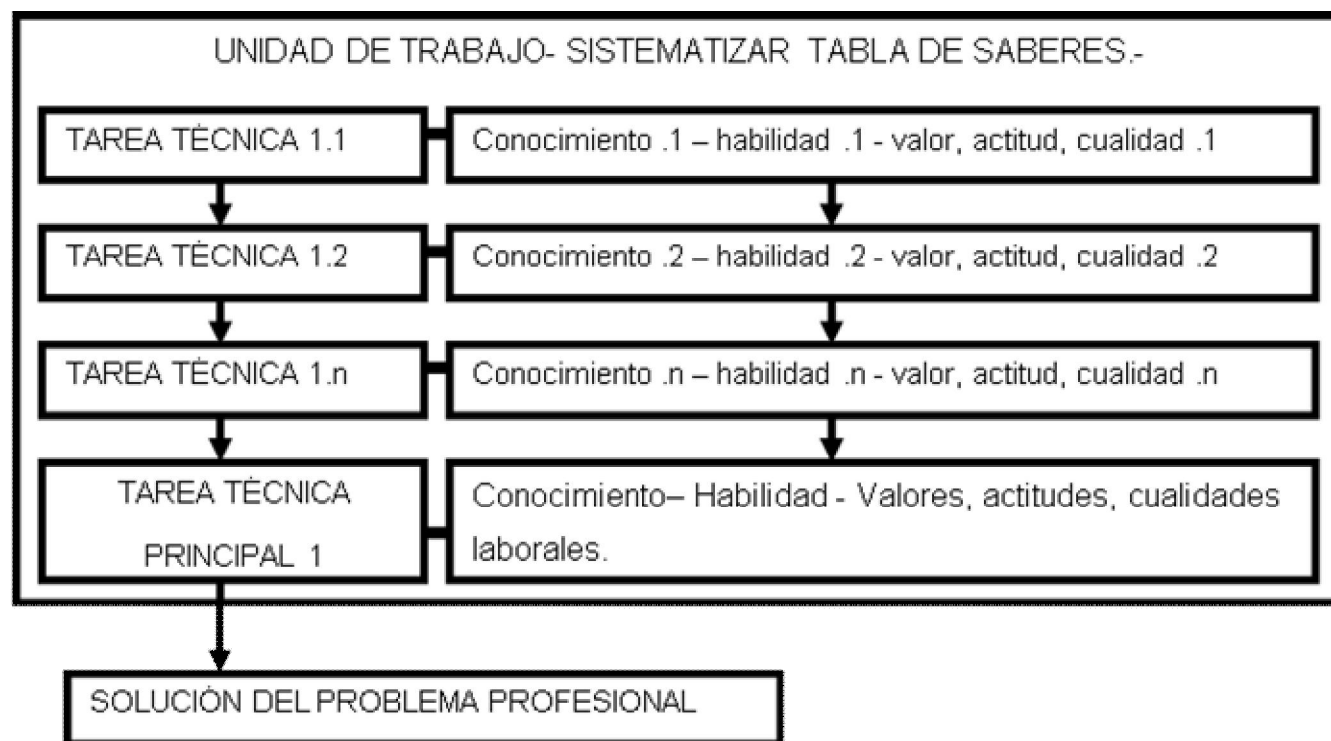 UNIDAD DE TRABAJO- SISTEMATIZAR TABLA DE SABERES.-
TAREA TÉCNICA 1.1
Conocimiento .1 – habilidad .1 - valor, actitud, cualidad .1
TAREA TÉCNICA 1.2
Conocimiento .2 – habilidad .2 - valor, actitud, cualidad .2
TAREA TÉCNICA 1.n
Conocimiento .n – habilidad .n - valor, actitud, cualidad .n
TAREA TÉCNICA
PRINCIPAL 1
Conocimiento– Habilidad - Valores, actitudes, cualidades
laborales.
SOLUCIÓN DEL PROBLEMA PROFESIONAL